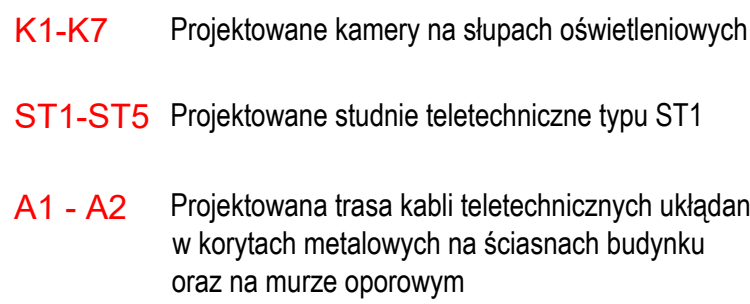 K1-K7 Projektowane kamery na słupach oświetleniowych
ST1-ST5 Projektowane studnie teletechniczne typu ST1
A1 - A2 Projektowana trasa kabli teletechnicznych ukłądan
w korytach metalowych na ściasnach budynku
oraz na murze oporowym